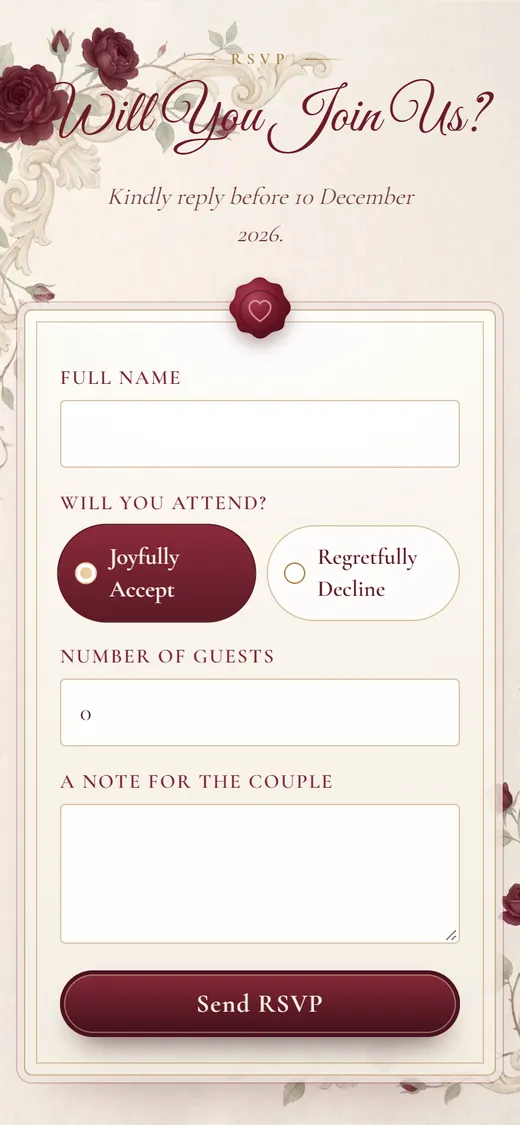 RSVP
Will You Join Us?
Kindly reply before 10 December
2026.
FULL NAME
WILL YOU ATTEND?
Joyfully
Accept
Regretfully
Decline
NUMBER OF GUESTS
0
A NOTE FOR THE COUPLE
Send RSVP